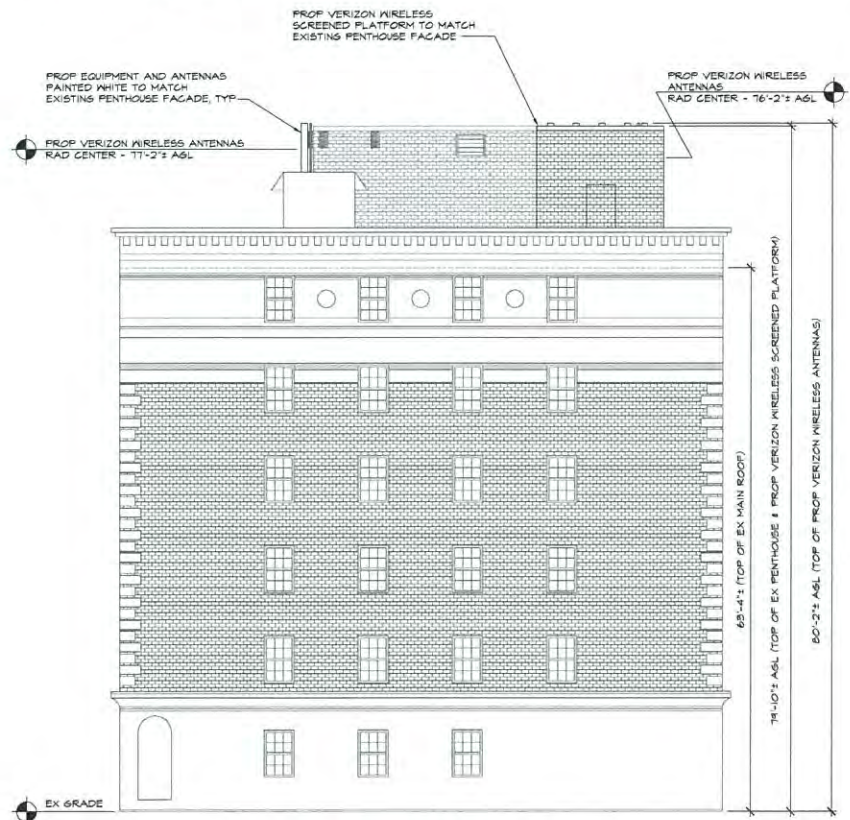 PROP VERIZON WIRELESS
SCREENED PLATFORM TO MATCH
EXISTING PENTHOUSE FACADE
PROP EQUIPMENT AND ANTENNAS
PAINTED WHITE TO MATCH
EXISTING PENTHOUSE FACADE, TYP
PROP VERIZON WIRELESS
ANTENNAS
RAD CENTER - 76'-2"± AGL
PROP VERIZON WIRELESS ANTENNAS
RAD CENTER - 77'-2"± AGL
65'-4"± (TOP OF EX MAIN ROOF)
79'-10"± AGL (TOP OF EX PENTHOUSE & PROP VERIZON WIRELESS SCREENED PLATFORM)
80'-2"± AGL (TOP OF PROP VERIZON WIRELESS ANTENNAS)
EX GRADE